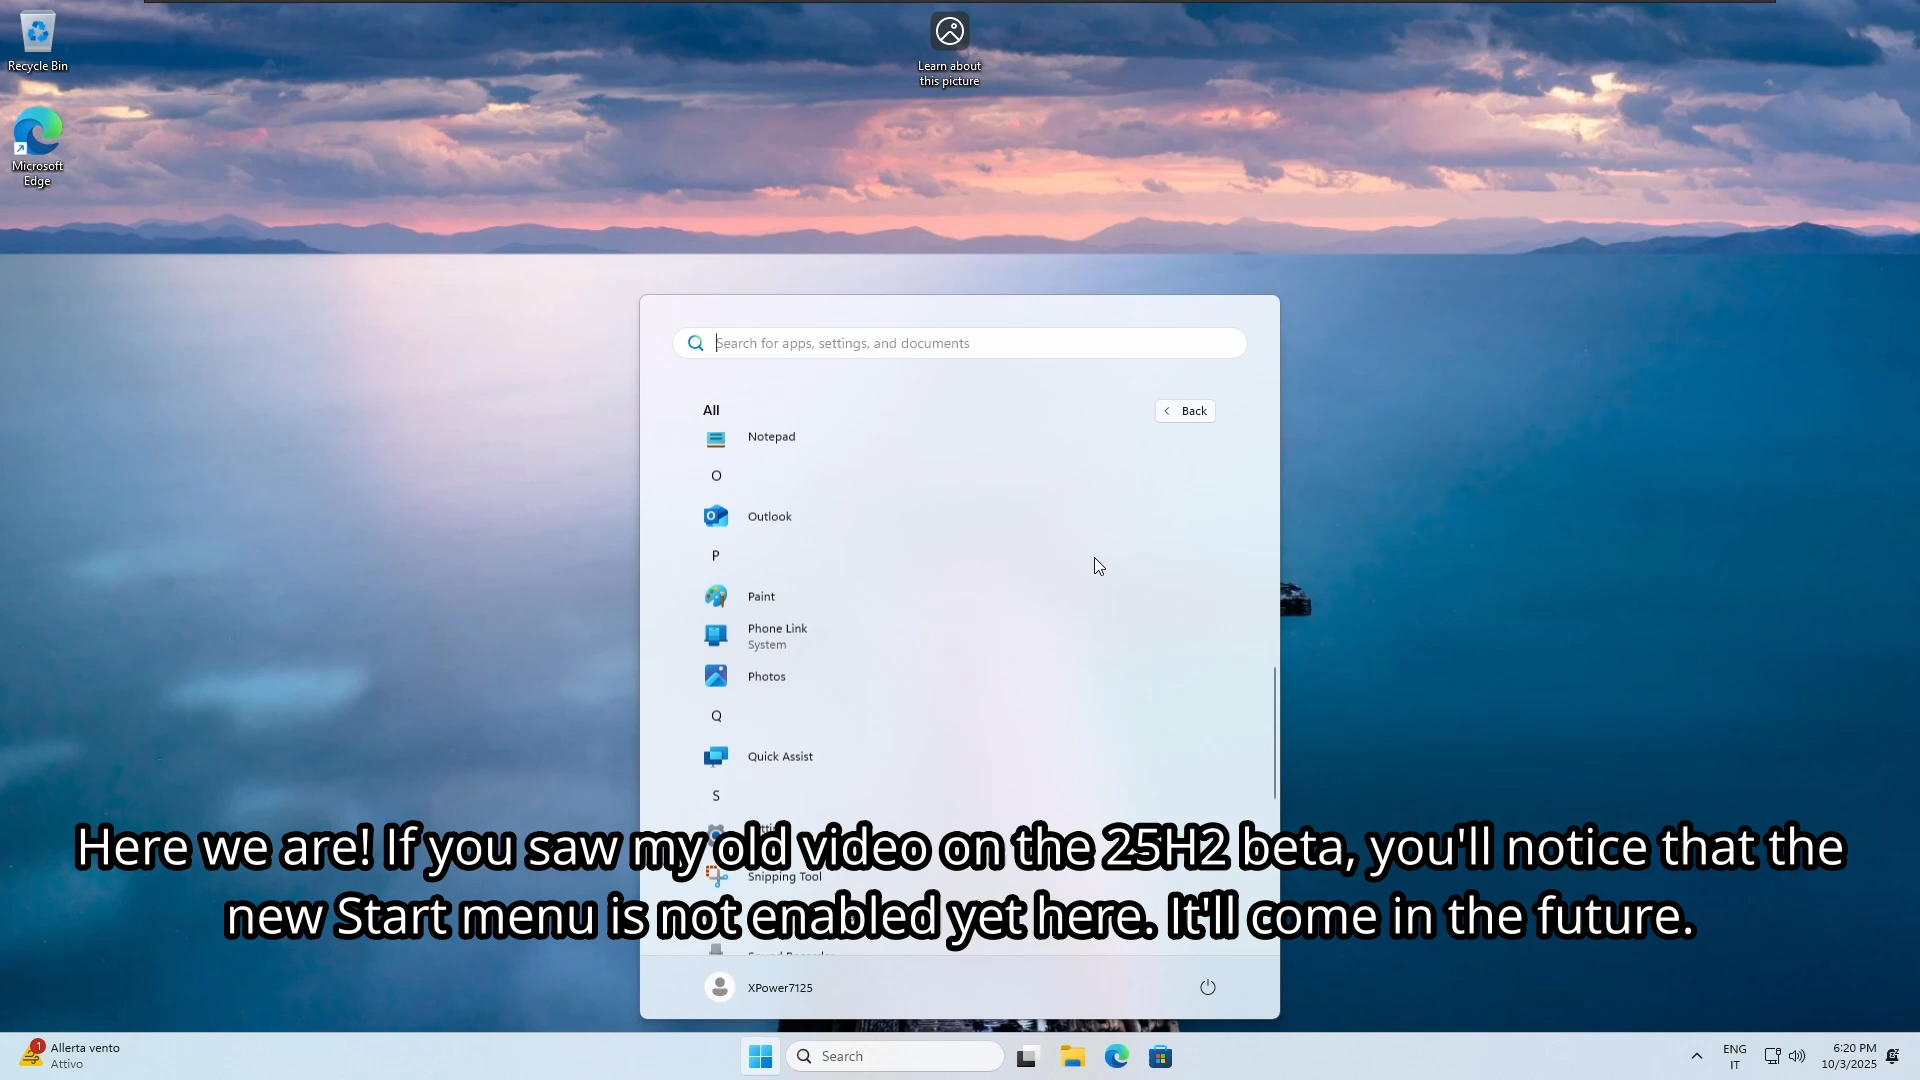 Recycle Bin
Learn about
this picture
Microsoft
Edge
Search for apps, settings, and documents
All
Back
Notepad
O
Outlook
P
Paint
Phone Link
System
Photos
Q
Quick Assist
S
Here we are! If you saw my old video on the 25H2 beta, you'll notice that the
Snipping Tool
new Start menu is not enabled yet here. It'll come in the future.
XPower7125
1
Allerta vento
Attivo
Search
ENG
IT
6:20 PM
10/3/2025